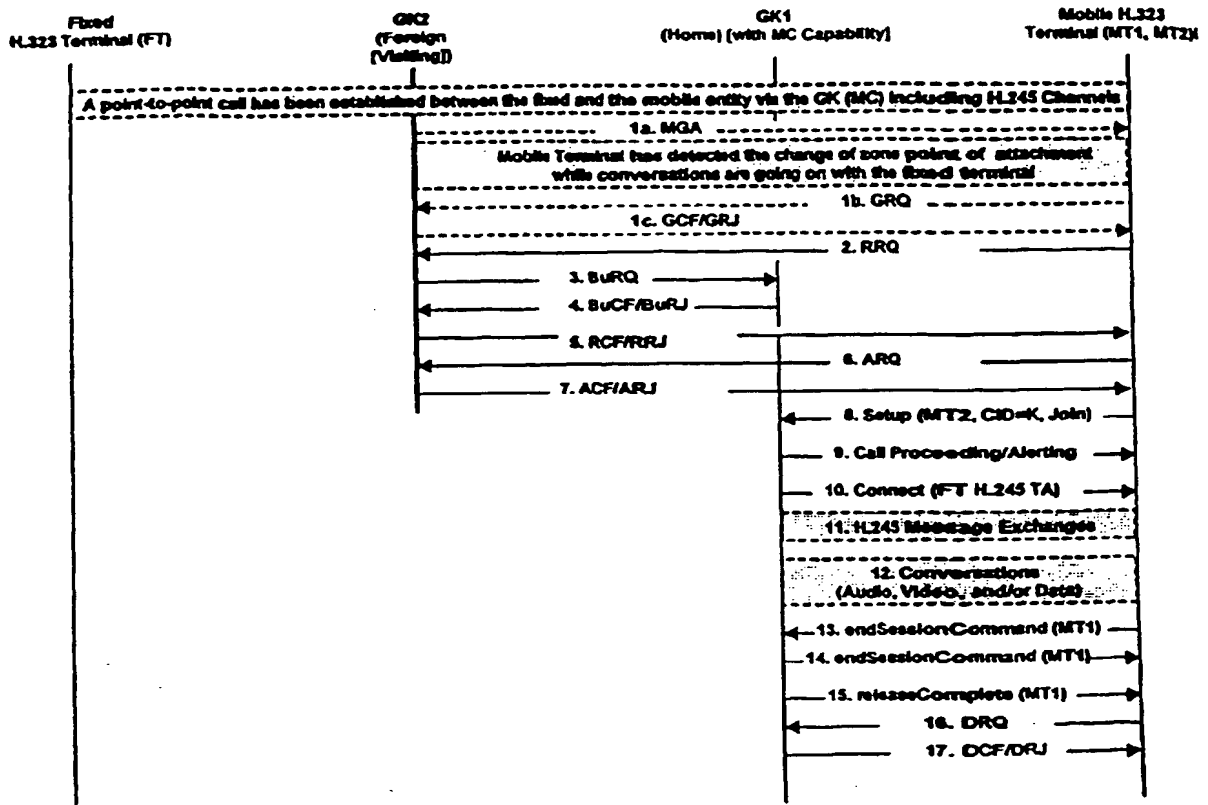 Fixed
H.323 Terminal (FT)
GK2
(Foreign
[Visiting])
GK1
(Home) [with MC Capability]
Mobile H.323
Terminal (MT1, MT2)
A point-to-point call has been established between the fixed and the mobile entity via the GK (MC) including H.245 Channels
1a. MGA
Mobile Terminal has detected the change of zone point of attachment
while conversations are going on with the fixed terminal
1b. GRQ
1c. GCF/GRJ
2. RRQ
3. BuRQ
4. BuCF/BuRJ
5. RCF/RRJ
6. ARQ
7. ACF/ARJ
8. Setup (MT2, CID=K, Join)
9. Call Proceeding/Alerting
10. Connect (FT H.245 TA)
11. H.245 Message Exchanges
12. Conversations
(Audio, Video, and/or Data)
13. endSessionCommand (MT1)
14. endSessionCommand (MT1)
15. releaseComplete (MT1)
16. DRQ
17. DCF/DRJ